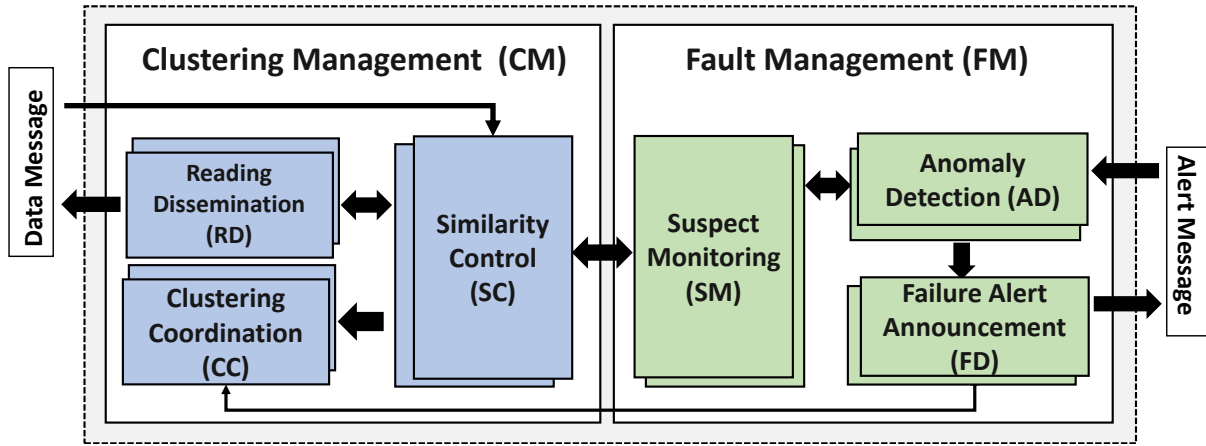 Clustering Management (CM)
Fault Management (FM)
Data Message
Reading
Dissemination
(RD)
Clustering
Coordination
(CC)
Similarity
Control
(SC)
Suspect
Monitoring
(SM)
Anomaly
Detection (AD)
Failure Alert
Announcement
(FD)
Alert Message